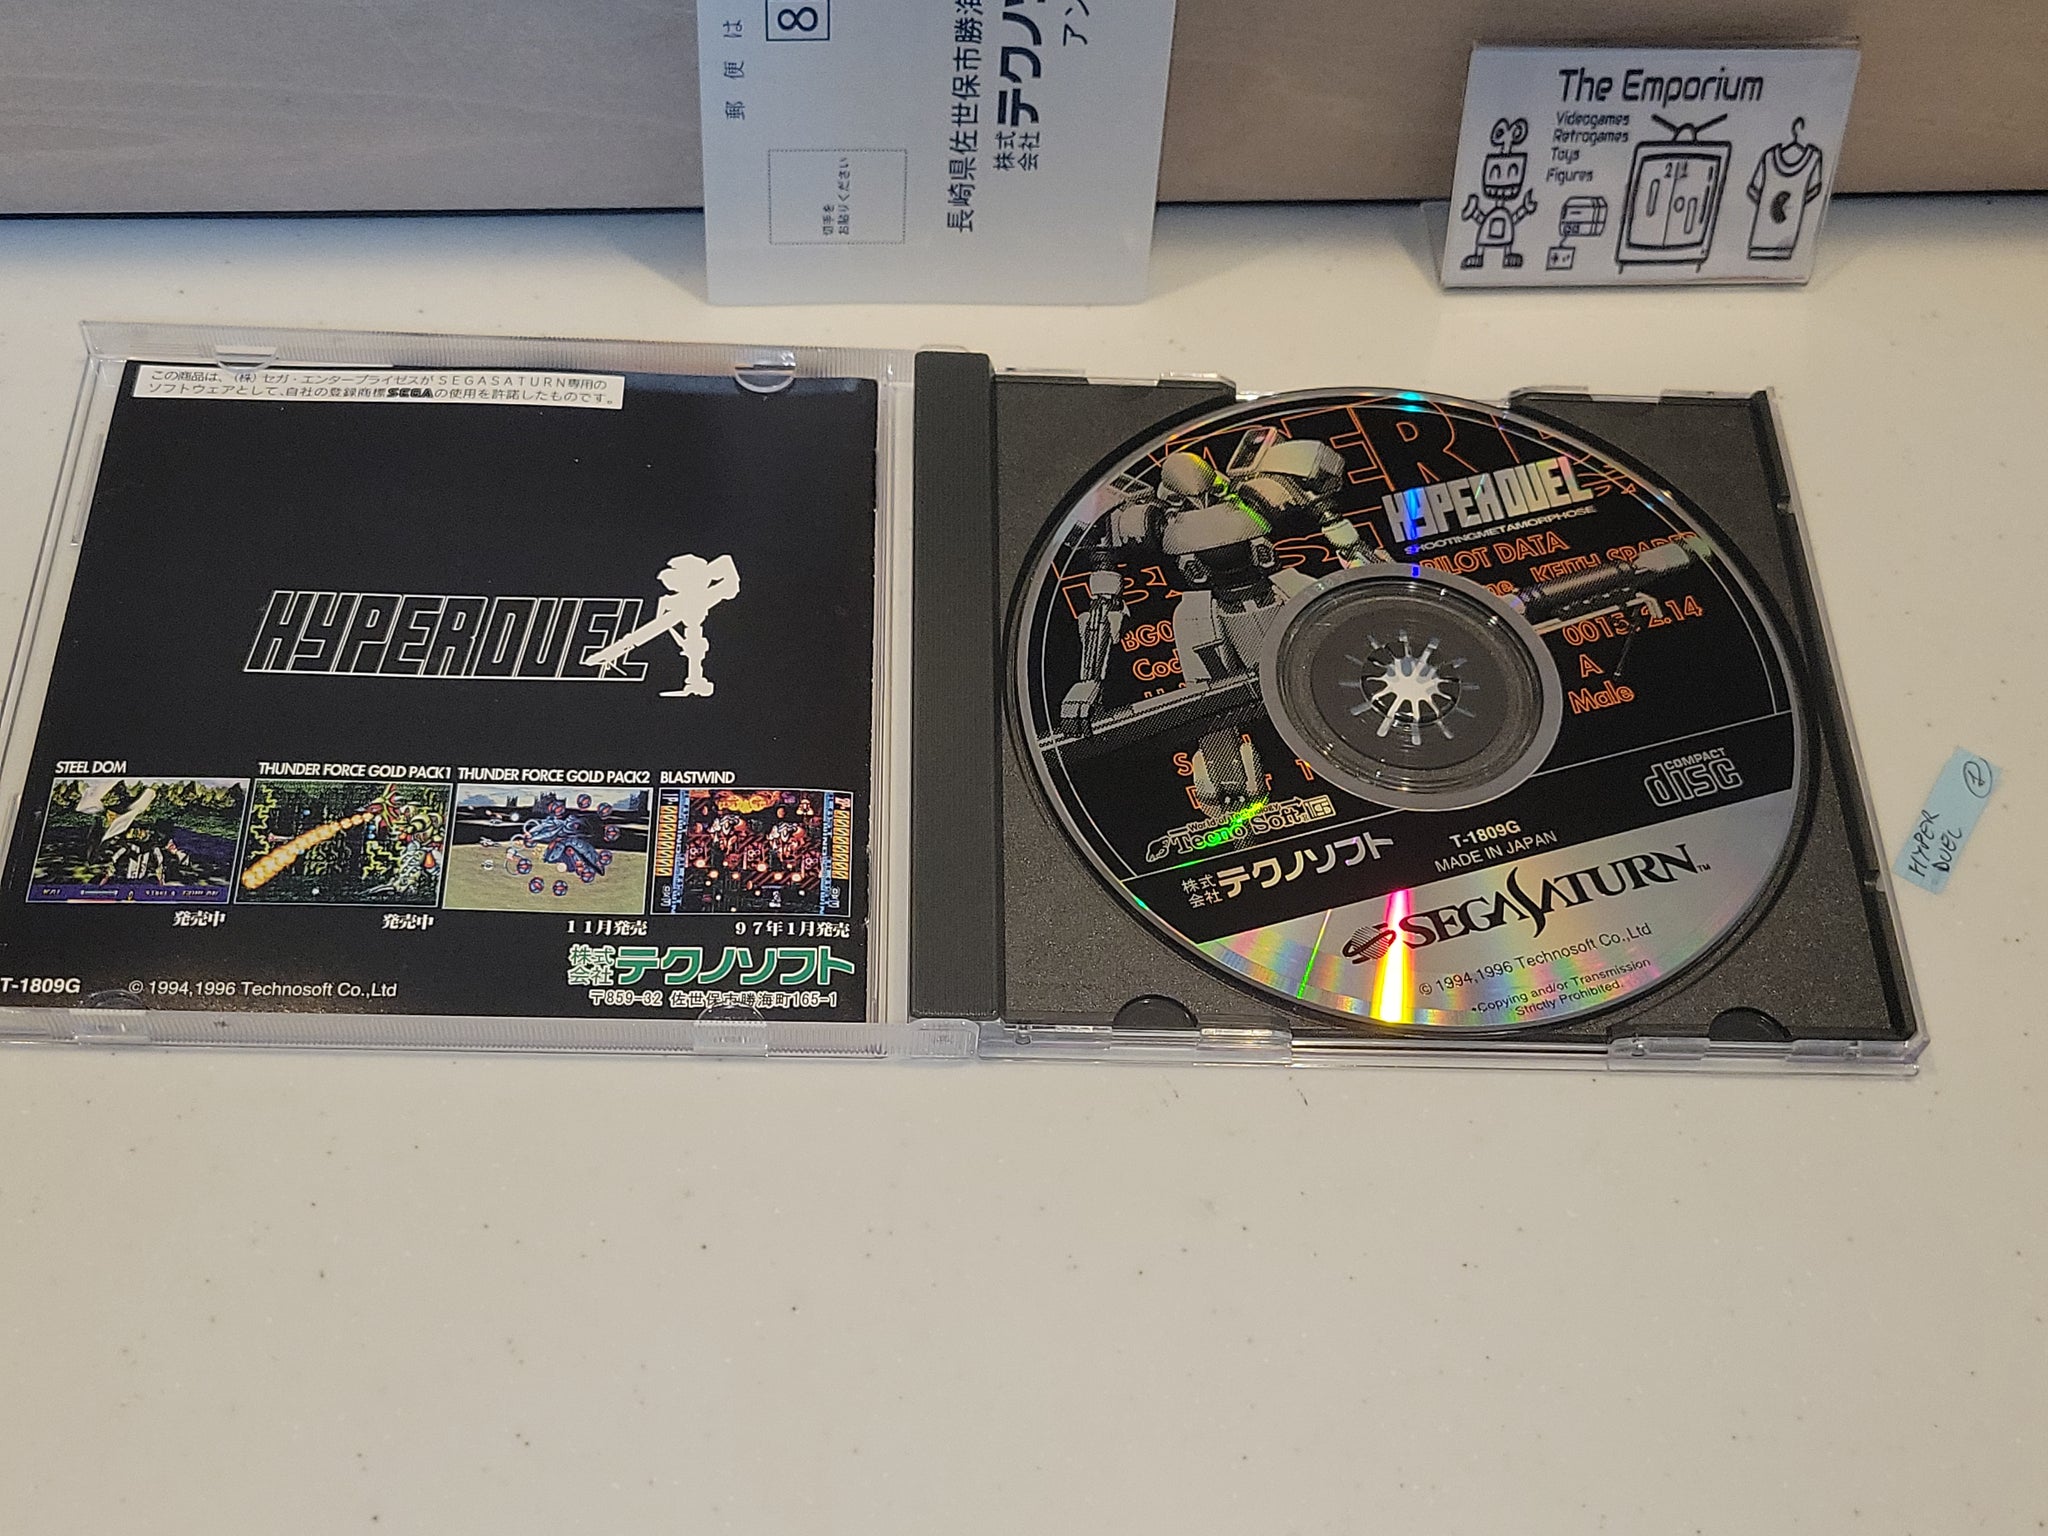 郵便は
8
切手を
お貼りください
長崎県佐世保市勝海
株式会社 テクノソ
アン
The Emporium
Videogames
Retrogames
Toys
Figures
21
この商品は、(株)セガ・エンタープライゼスがSEGASATURN専用の
ソフトウェアとして、自社の登録商標SEGAの使用を許諾したものです。
HYPERDUEL
STEEL DOM
THUNDER FORCE GOLD PACK1
THUNDER FORCE GOLD PACK2
BLASTWIND
発売中
発売中
11月発売
97年1月発売
株式会社 テクノソフト
〒859-32 佐世保市勝海町165-1
T-1809G
© 1994,1996 Technosoft Co.,Ltd
HYPERDUEL
SHOOTINGMETAMORPHOSE
PILOT DATA
KEITH SPADER
2.14
A
Male
COMPACT
disc
Tecno Soft
株式会社 テクノソフト
T-1809G
MADE IN JAPAN
SEGA SATURN™
© 1994,1996 Technosoft Co.,Ltd
*Copying and/or Transmission
Strictly Prohibited.
HYPER
DUEL